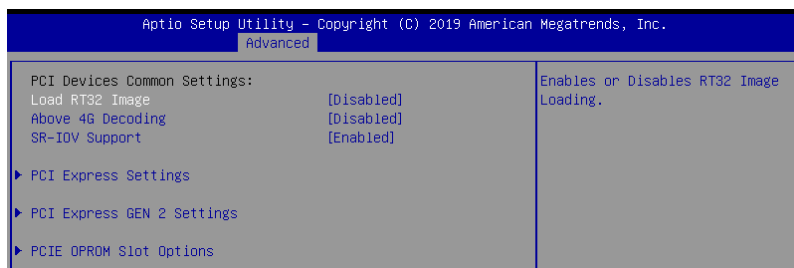 Aptio Setup Utility – Copyright (C) 2019 American Megatrends, Inc.
Advanced
PCI Devices Common Settings:
Load RT32 Image [Disabled]
Above 4G Decoding [Disabled]
SR-IOV Support [Enabled]
PCI Express Settings
PCI Express GEN 2 Settings
PCIE OPROM Slot Options
Enables or Disables RT32 Image
Loading.